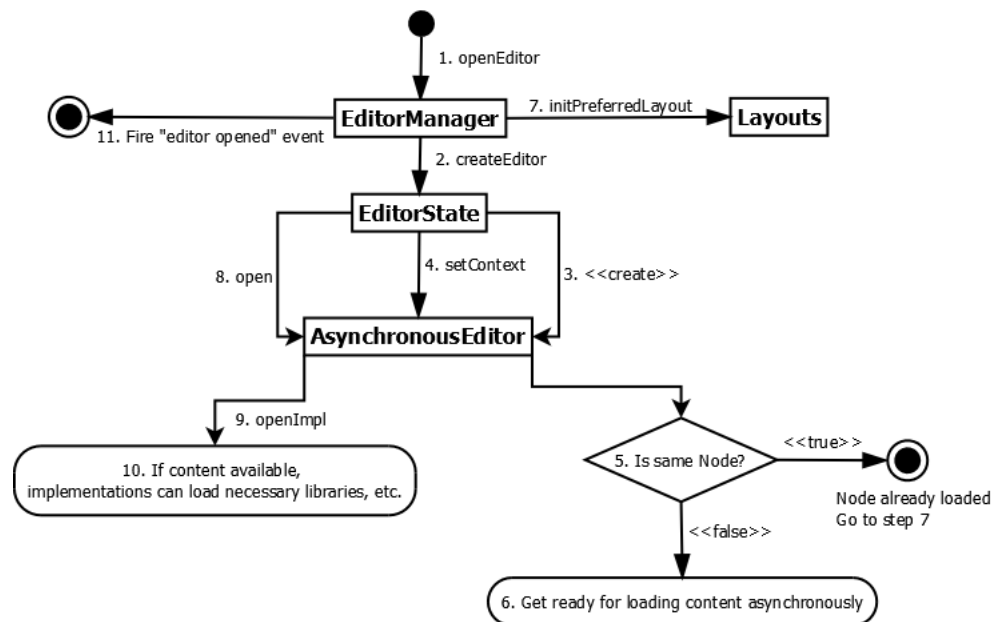 1. openEditor
EditorManager
7. initPreferredLayout
Layouts
11. Fire "editor opened" event
2. createEditor
EditorState
8. open
4. setContext
3. <<create>>
AsynchronousEditor
9. openImpl
10. If content available,
implementations can load necessary libraries, etc.
5. Is same Node?
<<true>>
Node already loaded
Go to step 7
<<false>>
6. Get ready for loading content asynchronously